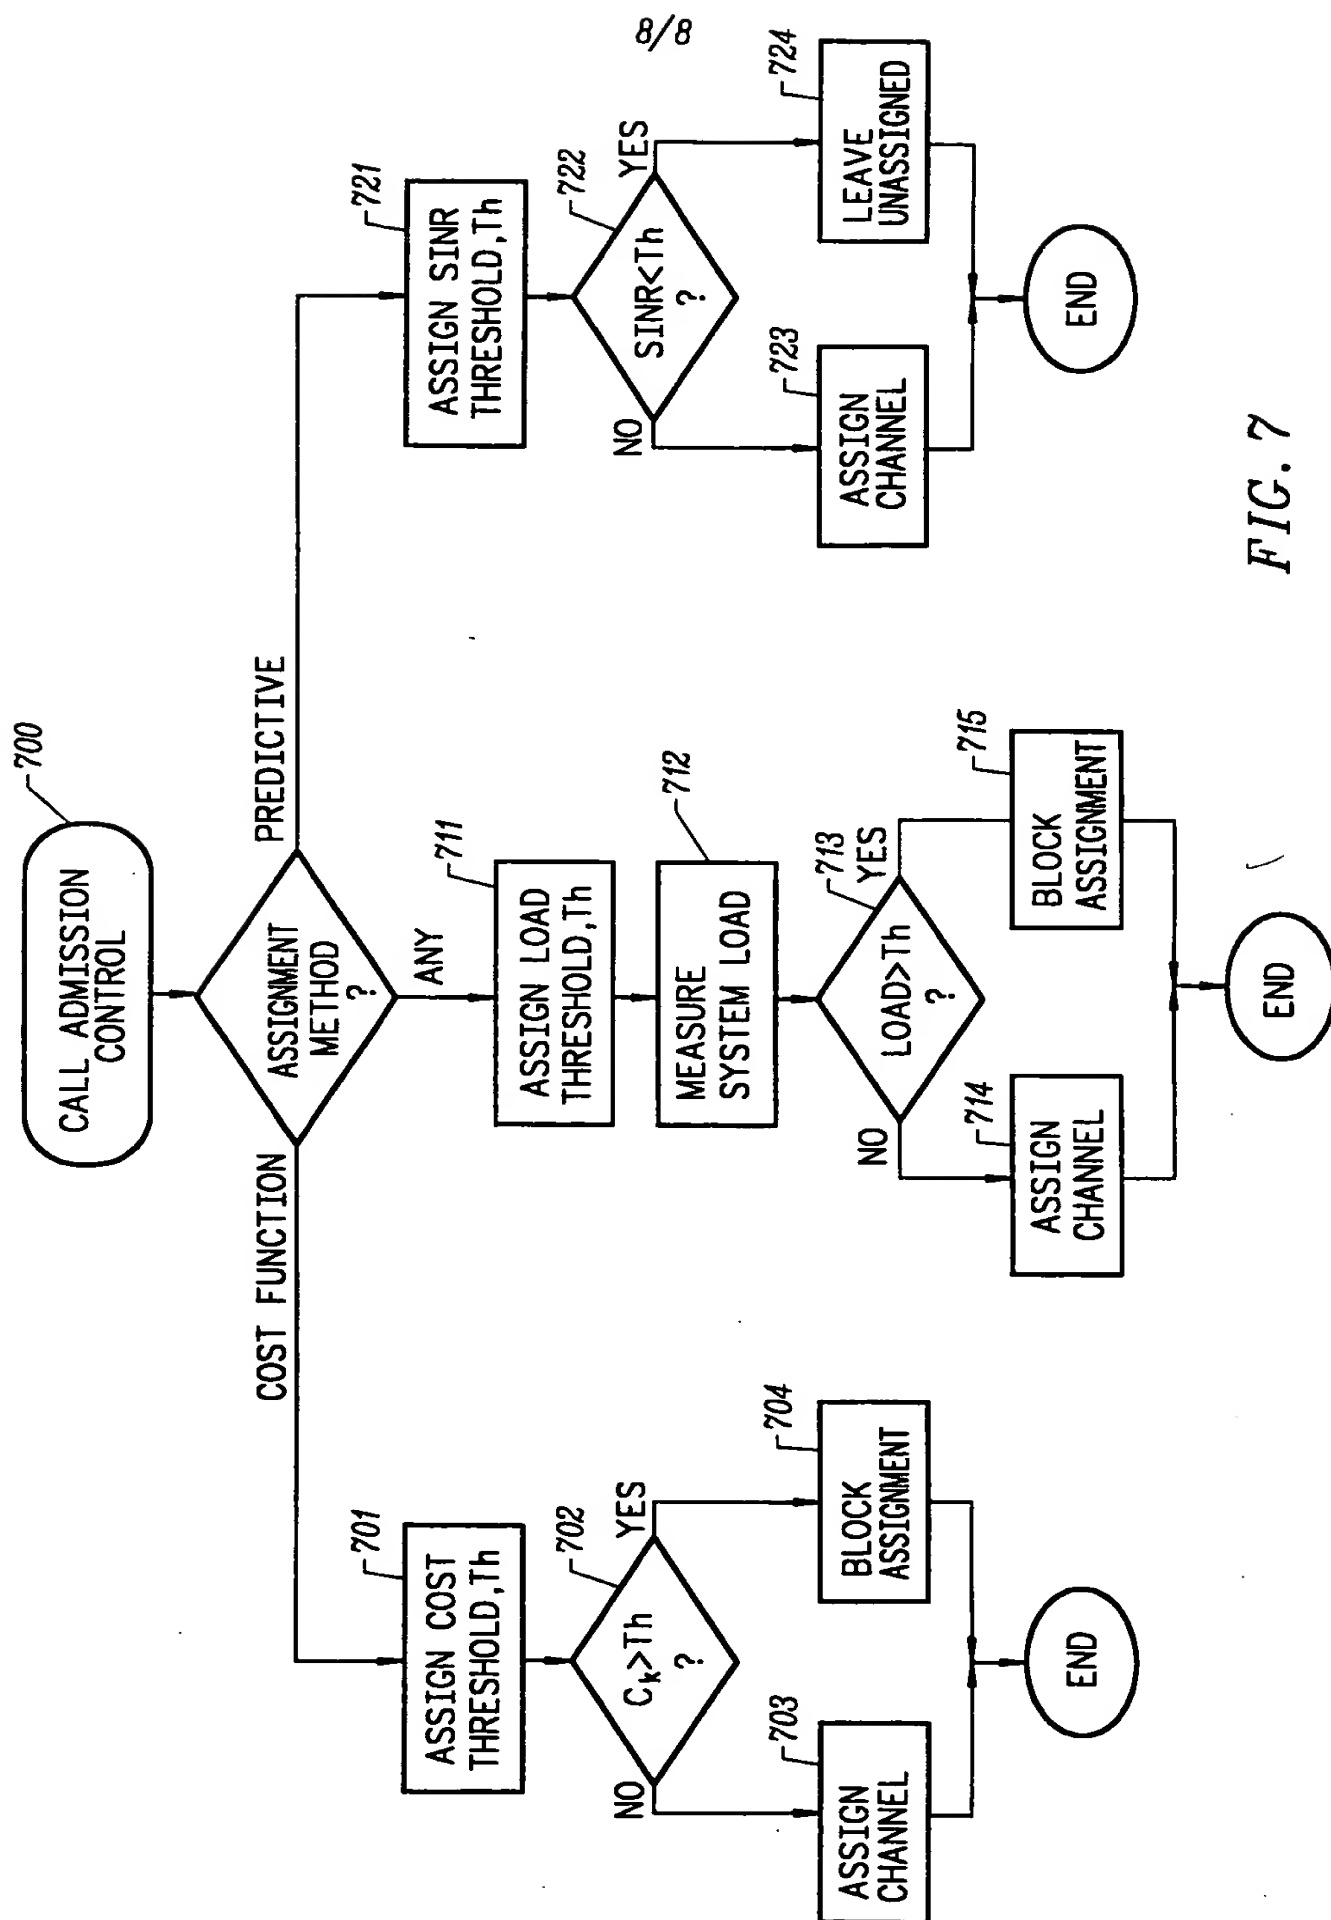 8/8
700
CALL ADMISSION
CONTROL
ASSIGNMENT
METHOD
?
COST FUNCTION
ANY
PREDICTIVE
701
ASSIGN COST
THRESHOLD,Th
702
Ck>Th
?
NO
YES
703
ASSIGN
CHANNEL
704
BLOCK
ASSIGNMENT
END
711
ASSIGN LOAD
THRESHOLD,Th
712
MEASURE
SYSTEM LOAD
713
LOAD>Th
?
NO
YES
714
ASSIGN
CHANNEL
715
BLOCK
ASSIGNMENT
END
721
ASSIGN SINR
THRESHOLD,Th
722
SINR<Th
?
NO
YES
723
ASSIGN
CHANNEL
724
LEAVE
UNASSIGNED
END
FIG. 7